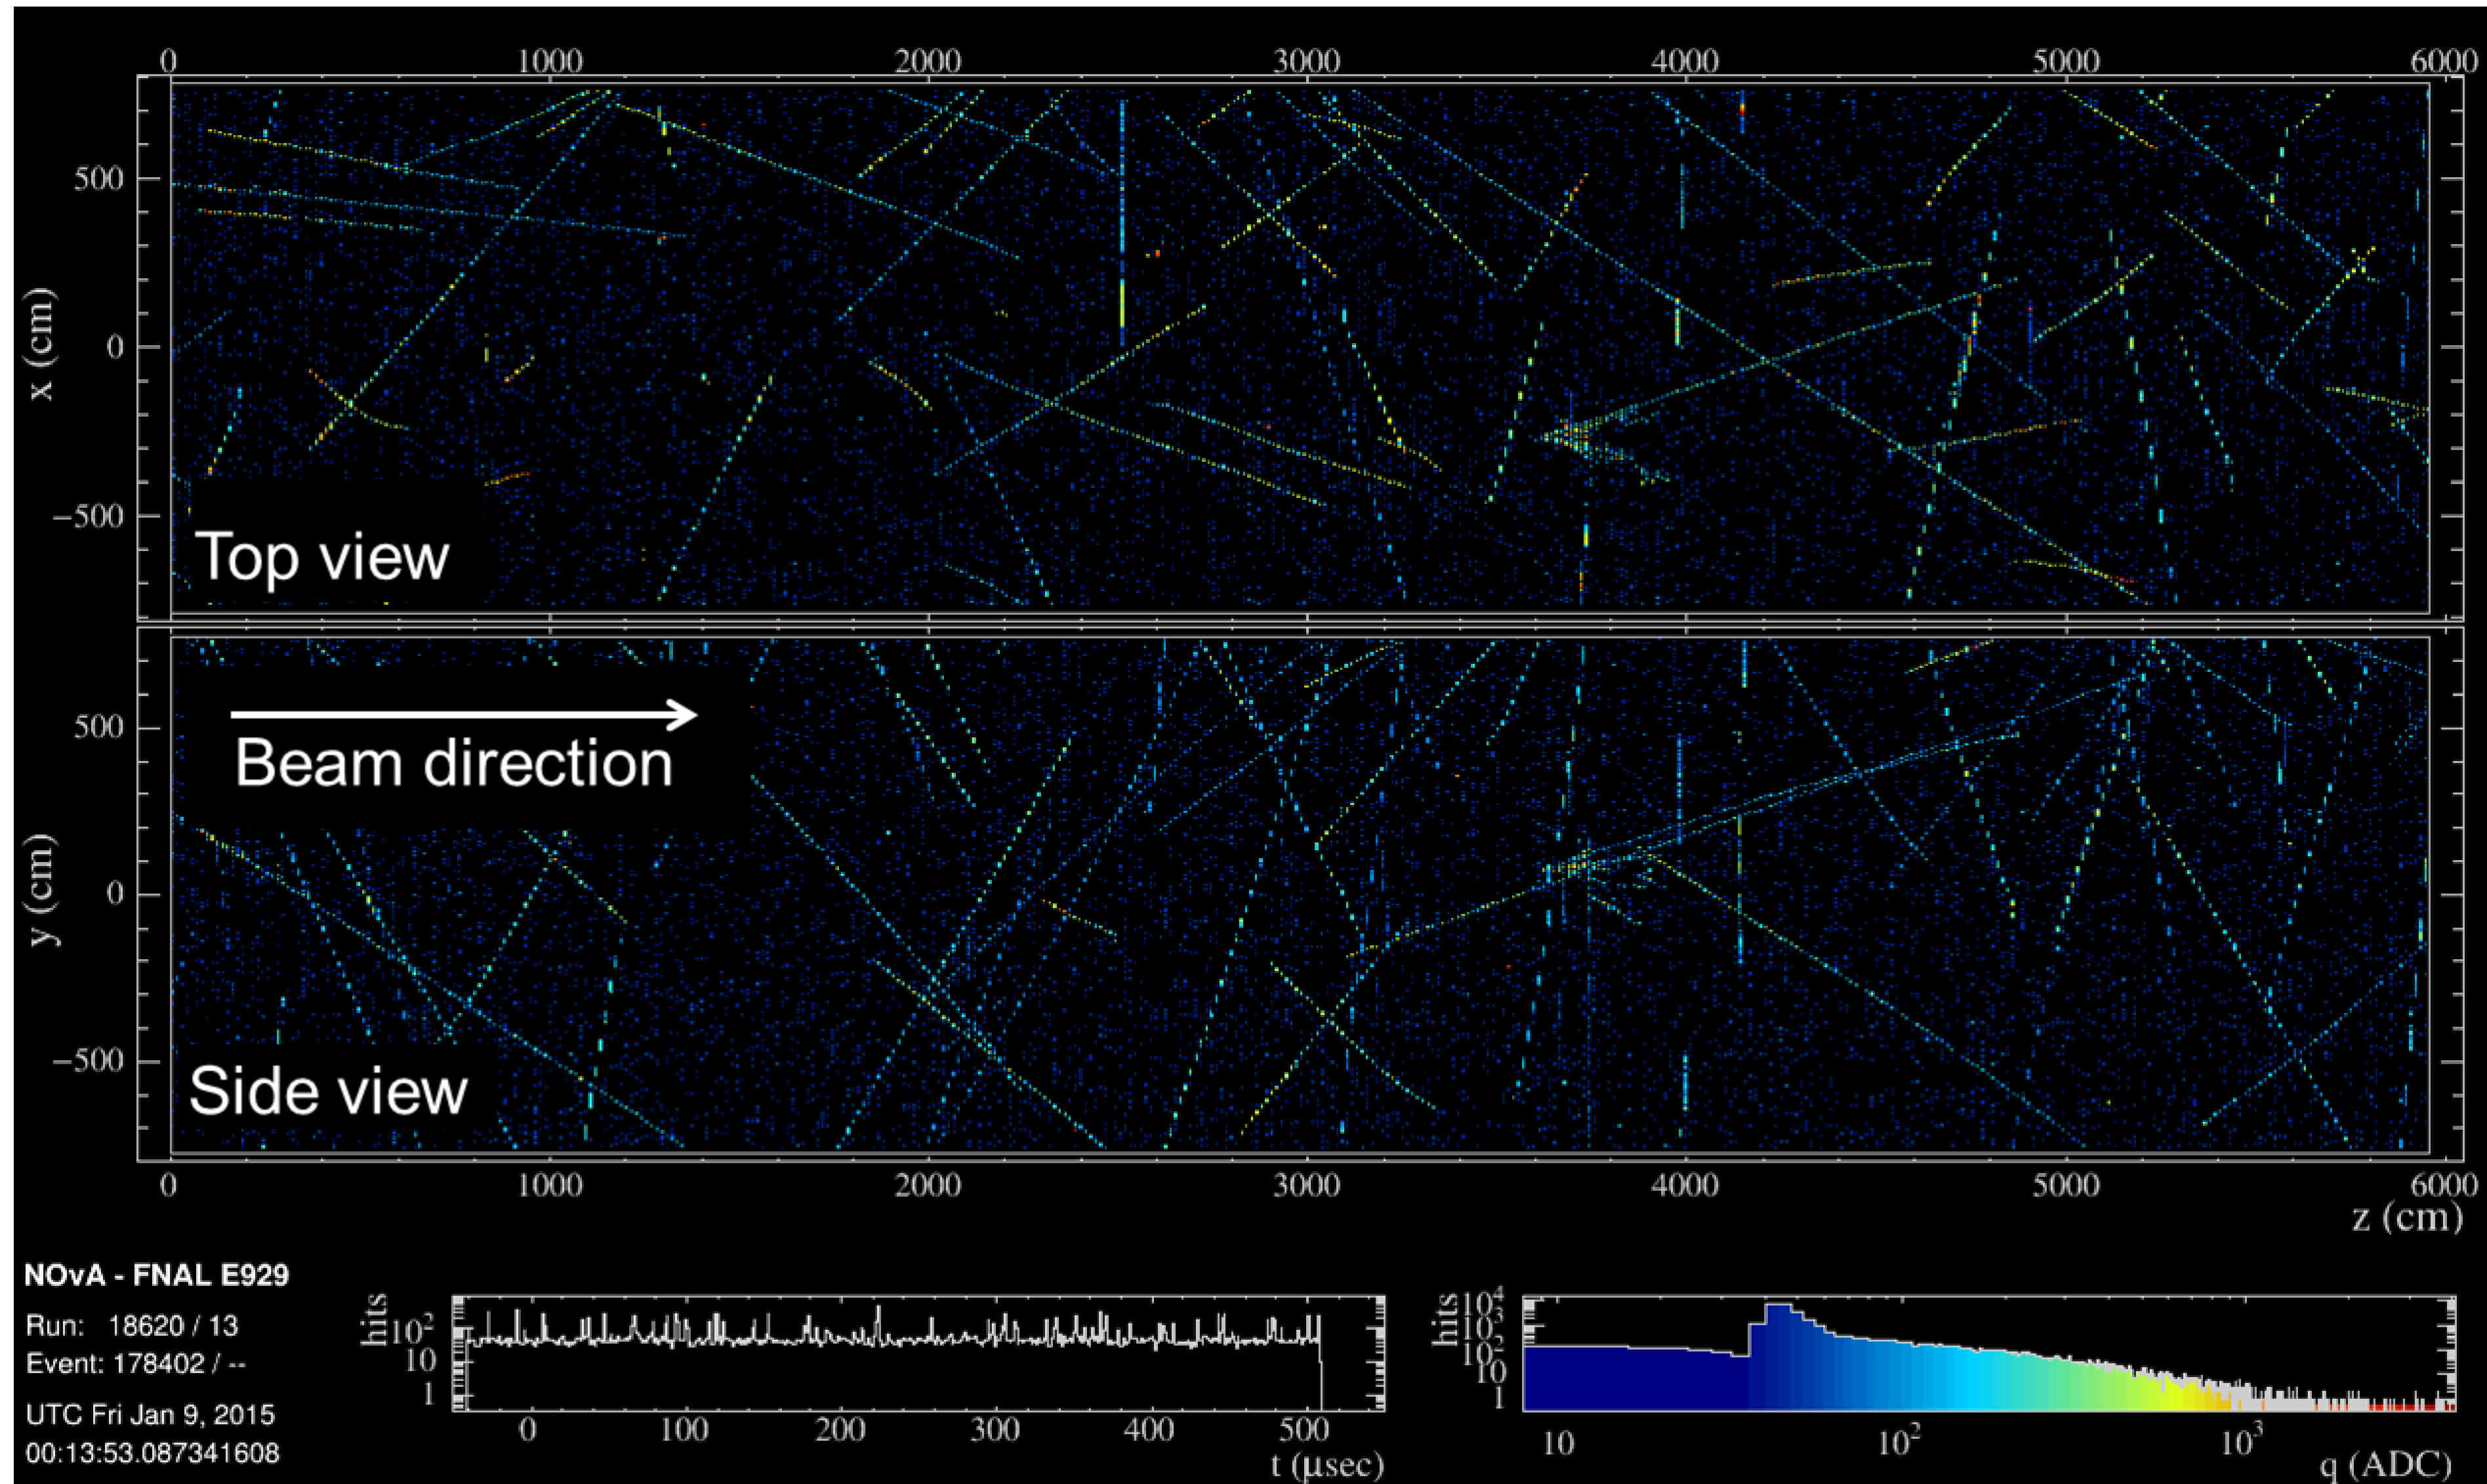 0 1000 2000 3000 4000 5000 6000
500
0
−500
x (cm)
Top view
500
0
−500
y (cm)
Beam direction
Side view
0 1000 2000 3000 4000 5000 6000
z (cm)
NOvA - FNAL E929
Run: 18620 / 13
Event: 178402 / --
UTC Fri Jan 9, 2015
00:13:53.087341608
hits
10²
10
1
0 100 200 300 400 500
t (μsec)
hits
10⁴
10³
10²
10
1
10 10² 10³
q (ADC)